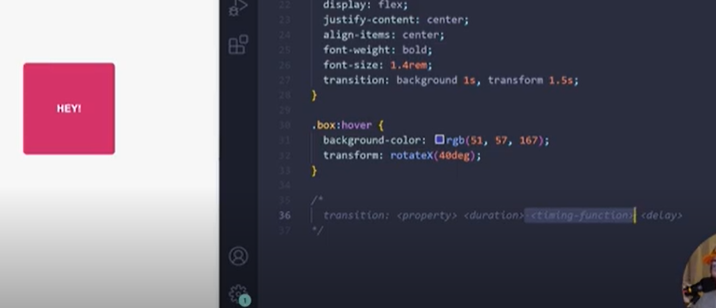 HEY!
22 display: flex;
23 justify-content: center;
24 align-items: center;
25 font-weight: bold;
26 font-size: 1.4rem;
27 transition: background 1s, transform 1.5s;
28 }
29
30 .box:hover {
31 background-color: rgb(51, 57, 167);
32 transform: rotateX(40deg);
33 }
34
35 /*
36 transition: <property> <duration> <timing-function> <delay>
37 */
1